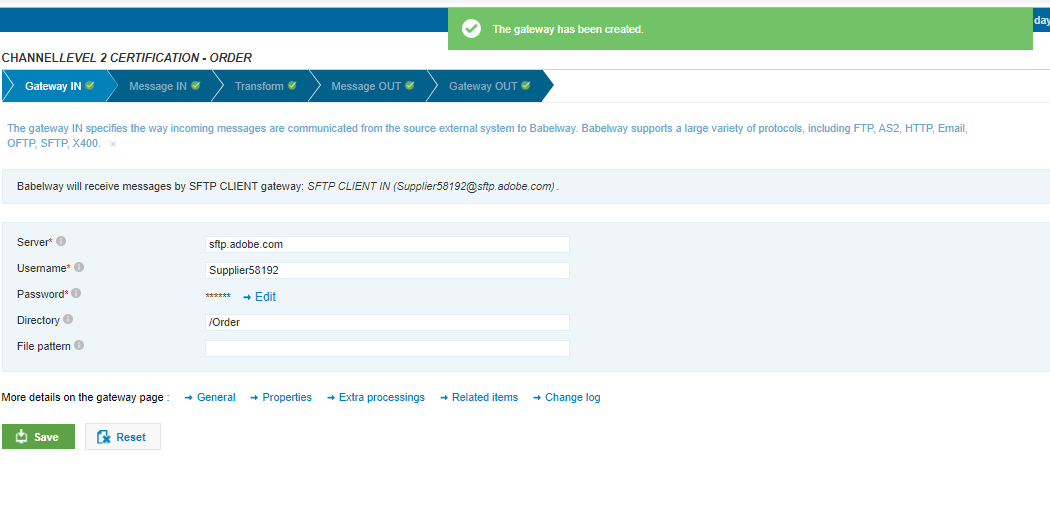 day
The gateway has been created.
CHANNELLEVEL 2 CERTIFICATION - ORDER
Gateway IN Message IN Transform Message OUT Gateway OUT
The gateway IN specifies the way incoming messages are communicated from the source external system to Babelway. Babelway supports a large variety of protocols, including FTP, AS2, HTTP, Email,
OFTP, SFTP, X400. ×
Babelway will receive messages by SFTP CLIENT gateway: SFTP CLIENT IN (Supplier58192@sftp.adobe.com) .
Server* sftp.adobe.com
Username* Supplier58192
Password* ****** → Edit
Directory /Order
File pattern
More details on the gateway page : → General → Properties → Extra processings → Related items → Change log
Save Reset